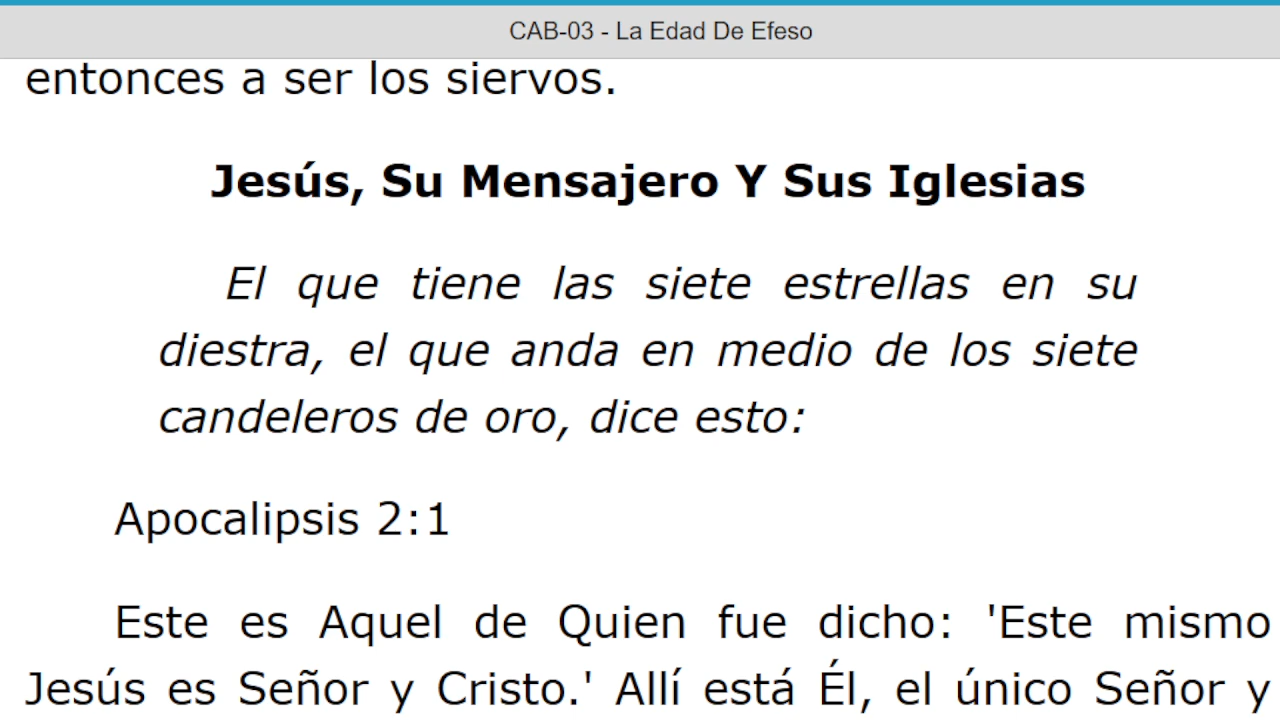 CAB-03 - La Edad De Efeso
entonces a ser los siervos.
Jesús, Su Mensajero Y Sus Iglesias
El que tiene las siete estrellas en su
diestra, el que anda en medio de los siete
candeleros de oro, dice esto:
Apocalipsis 2:1
Este es Aquel de Quien fue dicho: 'Este mismo
Jesús es Señor y Cristo.' Allí está Él, el único Señor y